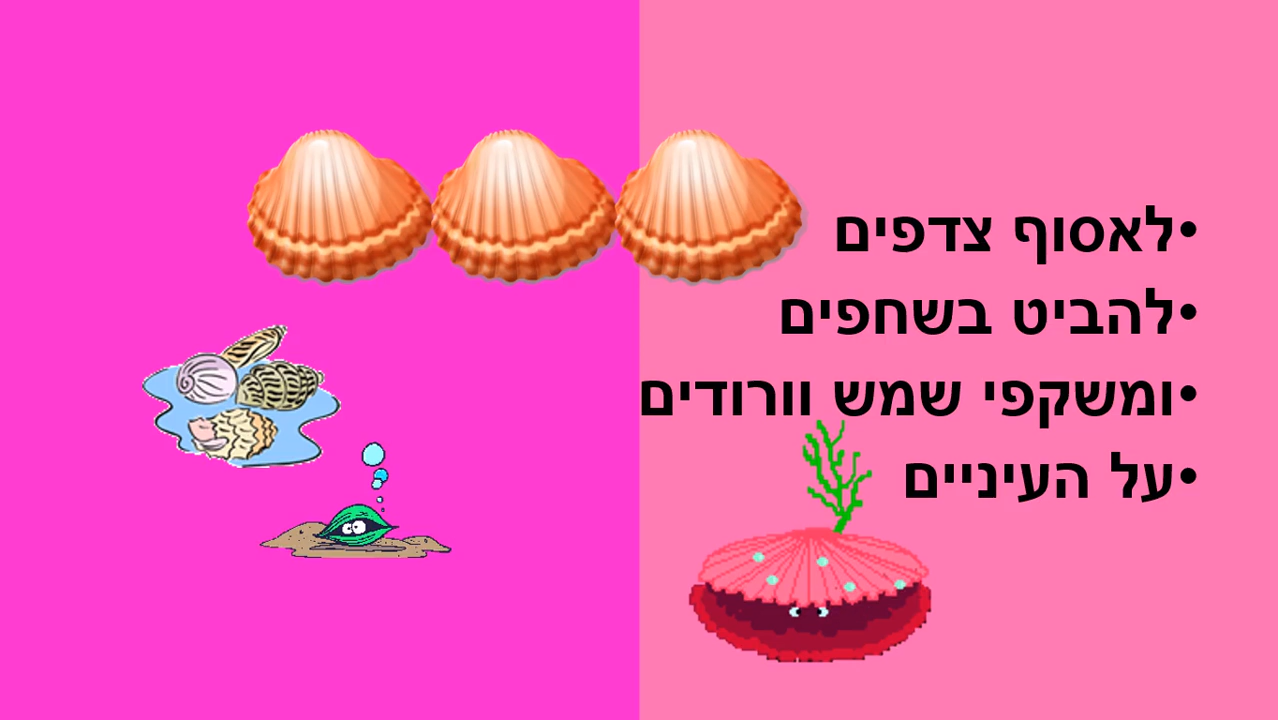 •לאסוף צדפים
•להביט בשחפים
•ומשקפי שמש וורודים
•על העיניים